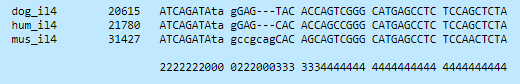 dog_il4 20615 ATCAGATAta gGAG---TAC ACCAGTCGGG CATGAGCCTC TCCAGCTCTA
hum_il4 21780 ATCAGATAta gGAG---CAC ACCAGCCGGG CATGAGCCTC TCCAGCTCTA
mus_il4 31427 ATCAGATAta gccgcagCAC AGCAGTCGGG CATGAGCCTC TCCAACTCTA
2222222000 0222000333 3334444444 4444444444 4444444444